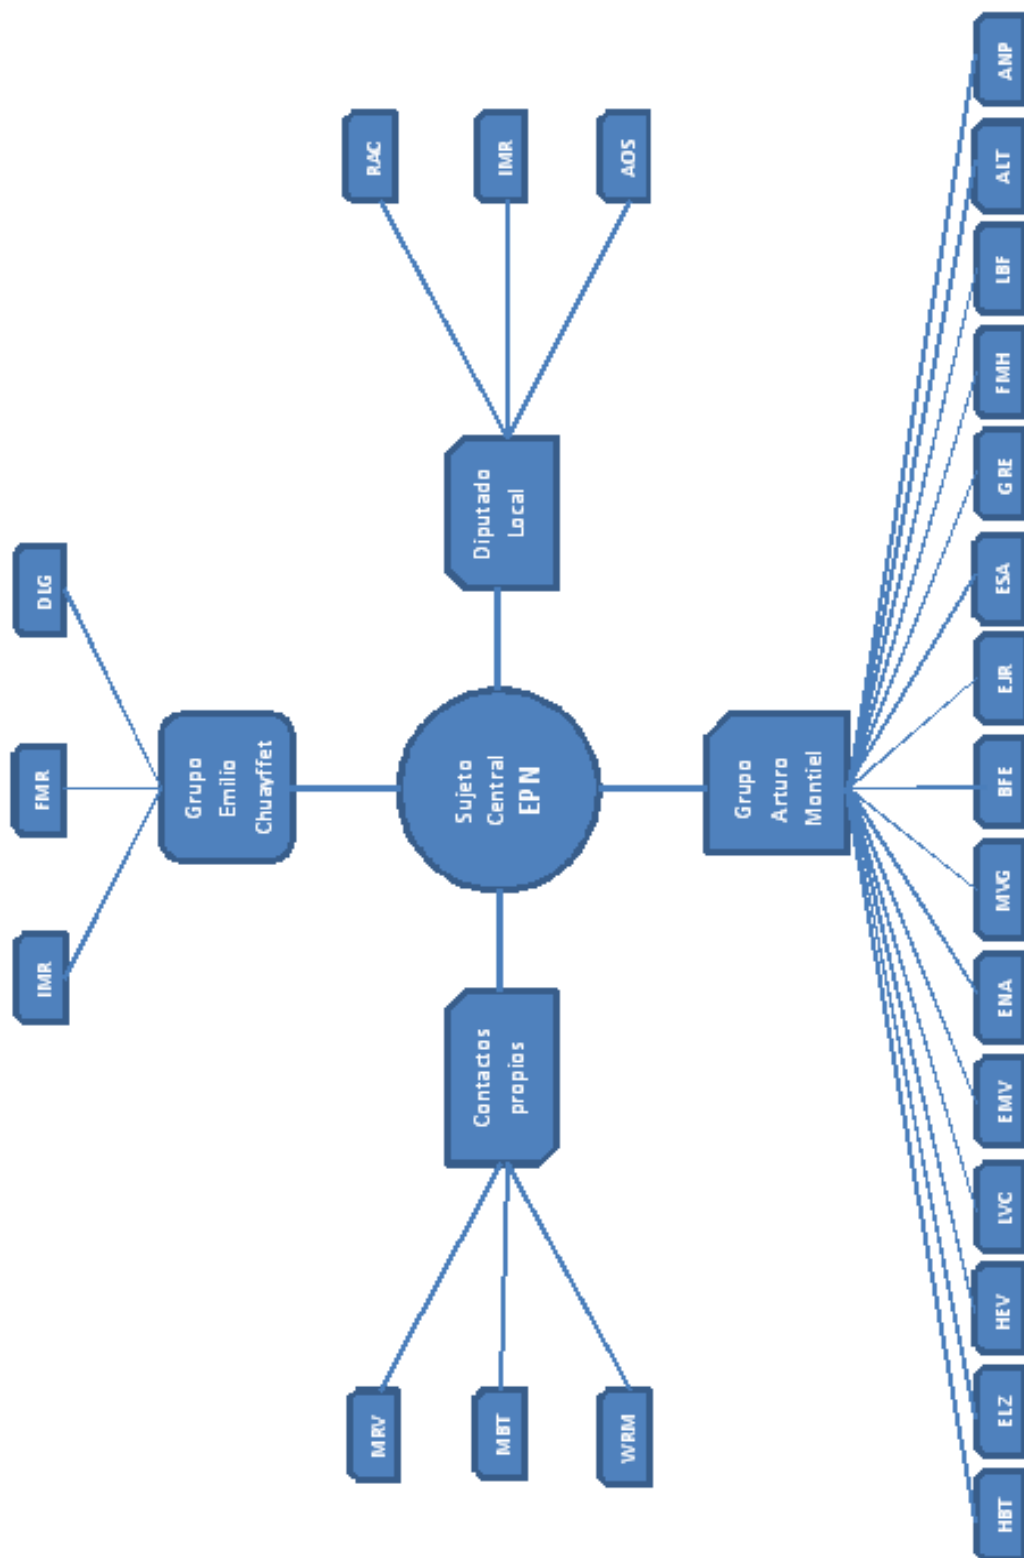 IMR
FMR
DLG
Grupo
Emilio
Chuayffet
MRV
MBT
WRM
Contactos
propios
Sujeto
Central
EPN
Diputado
Local
RAC
IMR
AOS
Grupo
Arturo
Montiel
HBT
ELZ
HEV
LVC
EMV
ENA
MVG
BFE
EJR
ESA
GRE
FMH
LBF
ALT
ANP